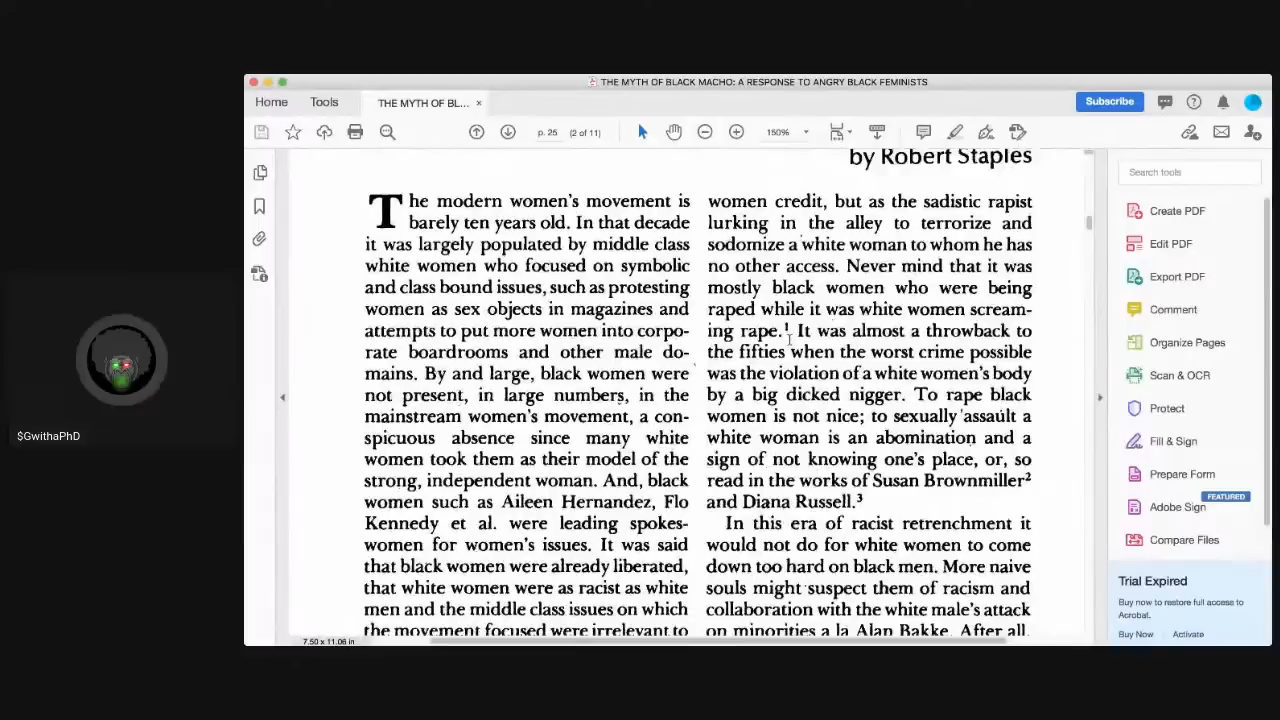 THE MYTH OF BLACK MACHO: A RESPONSE TO ANGRY BLACK FEMINISTS
Home
Tools
THE MYTH OF BL...
×
Subscribe
p. 25
(2 of 11)
150%
by Robert Staples
The modern women's movement is
barely ten years old. In that decade
it was largely populated by middle class
white women who focused on symbolic
and class bound issues, such as protesting
women as sex objects in magazines and
attempts to put more women into corpo-
rate boardrooms and other male do-
mains. By and large, black women were
not present, in large numbers, in the
mainstream women's movement, a con-
spicuous absence since many white
women took them as their model of the
strong, independent woman. And, black
women such as Aileen Hernandez, Flo
Kennedy et al. were leading spokes-
women for women's issues. It was said
that black women were already liberated,
that white women were as racist as white
men and the middle class issues on which
the movement focused were irrelevant to
women credit, but as the sadistic rapist
lurking in the alley to terrorize and
sodomize a white woman to whom he has
no other access. Never mind that it was
mostly black women who were being
raped while it was white women scream-
ing rape.¹ It was almost a throwback to
the fifties when the worst crime possible
was the violation of a white women's body
by a big dicked nigger. To rape black
women is not nice; to sexually assault a
white woman is an abomination and a
sign of not knowing one's place, or, so
read in the works of Susan Brownmiller²
and Diana Russell.³
In this era of racist retrenchment it
would not do for white women to come
down too hard on black men. More naive
souls might suspect them of racism and
collaboration with the white male's attack
on minorities a la Alan Bakke. After all,
7.50 x 11.06 in
Search tools
Create PDF
Edit PDF
Export PDF
Comment
Organize Pages
Scan & OCR
Protect
Fill & Sign
Prepare Form
FEATURED
Adobe Sign
Compare Files
Trial Expired
Buy now to restore full access to
Acrobat.
Buy Now
Activate
$GwithaPhD